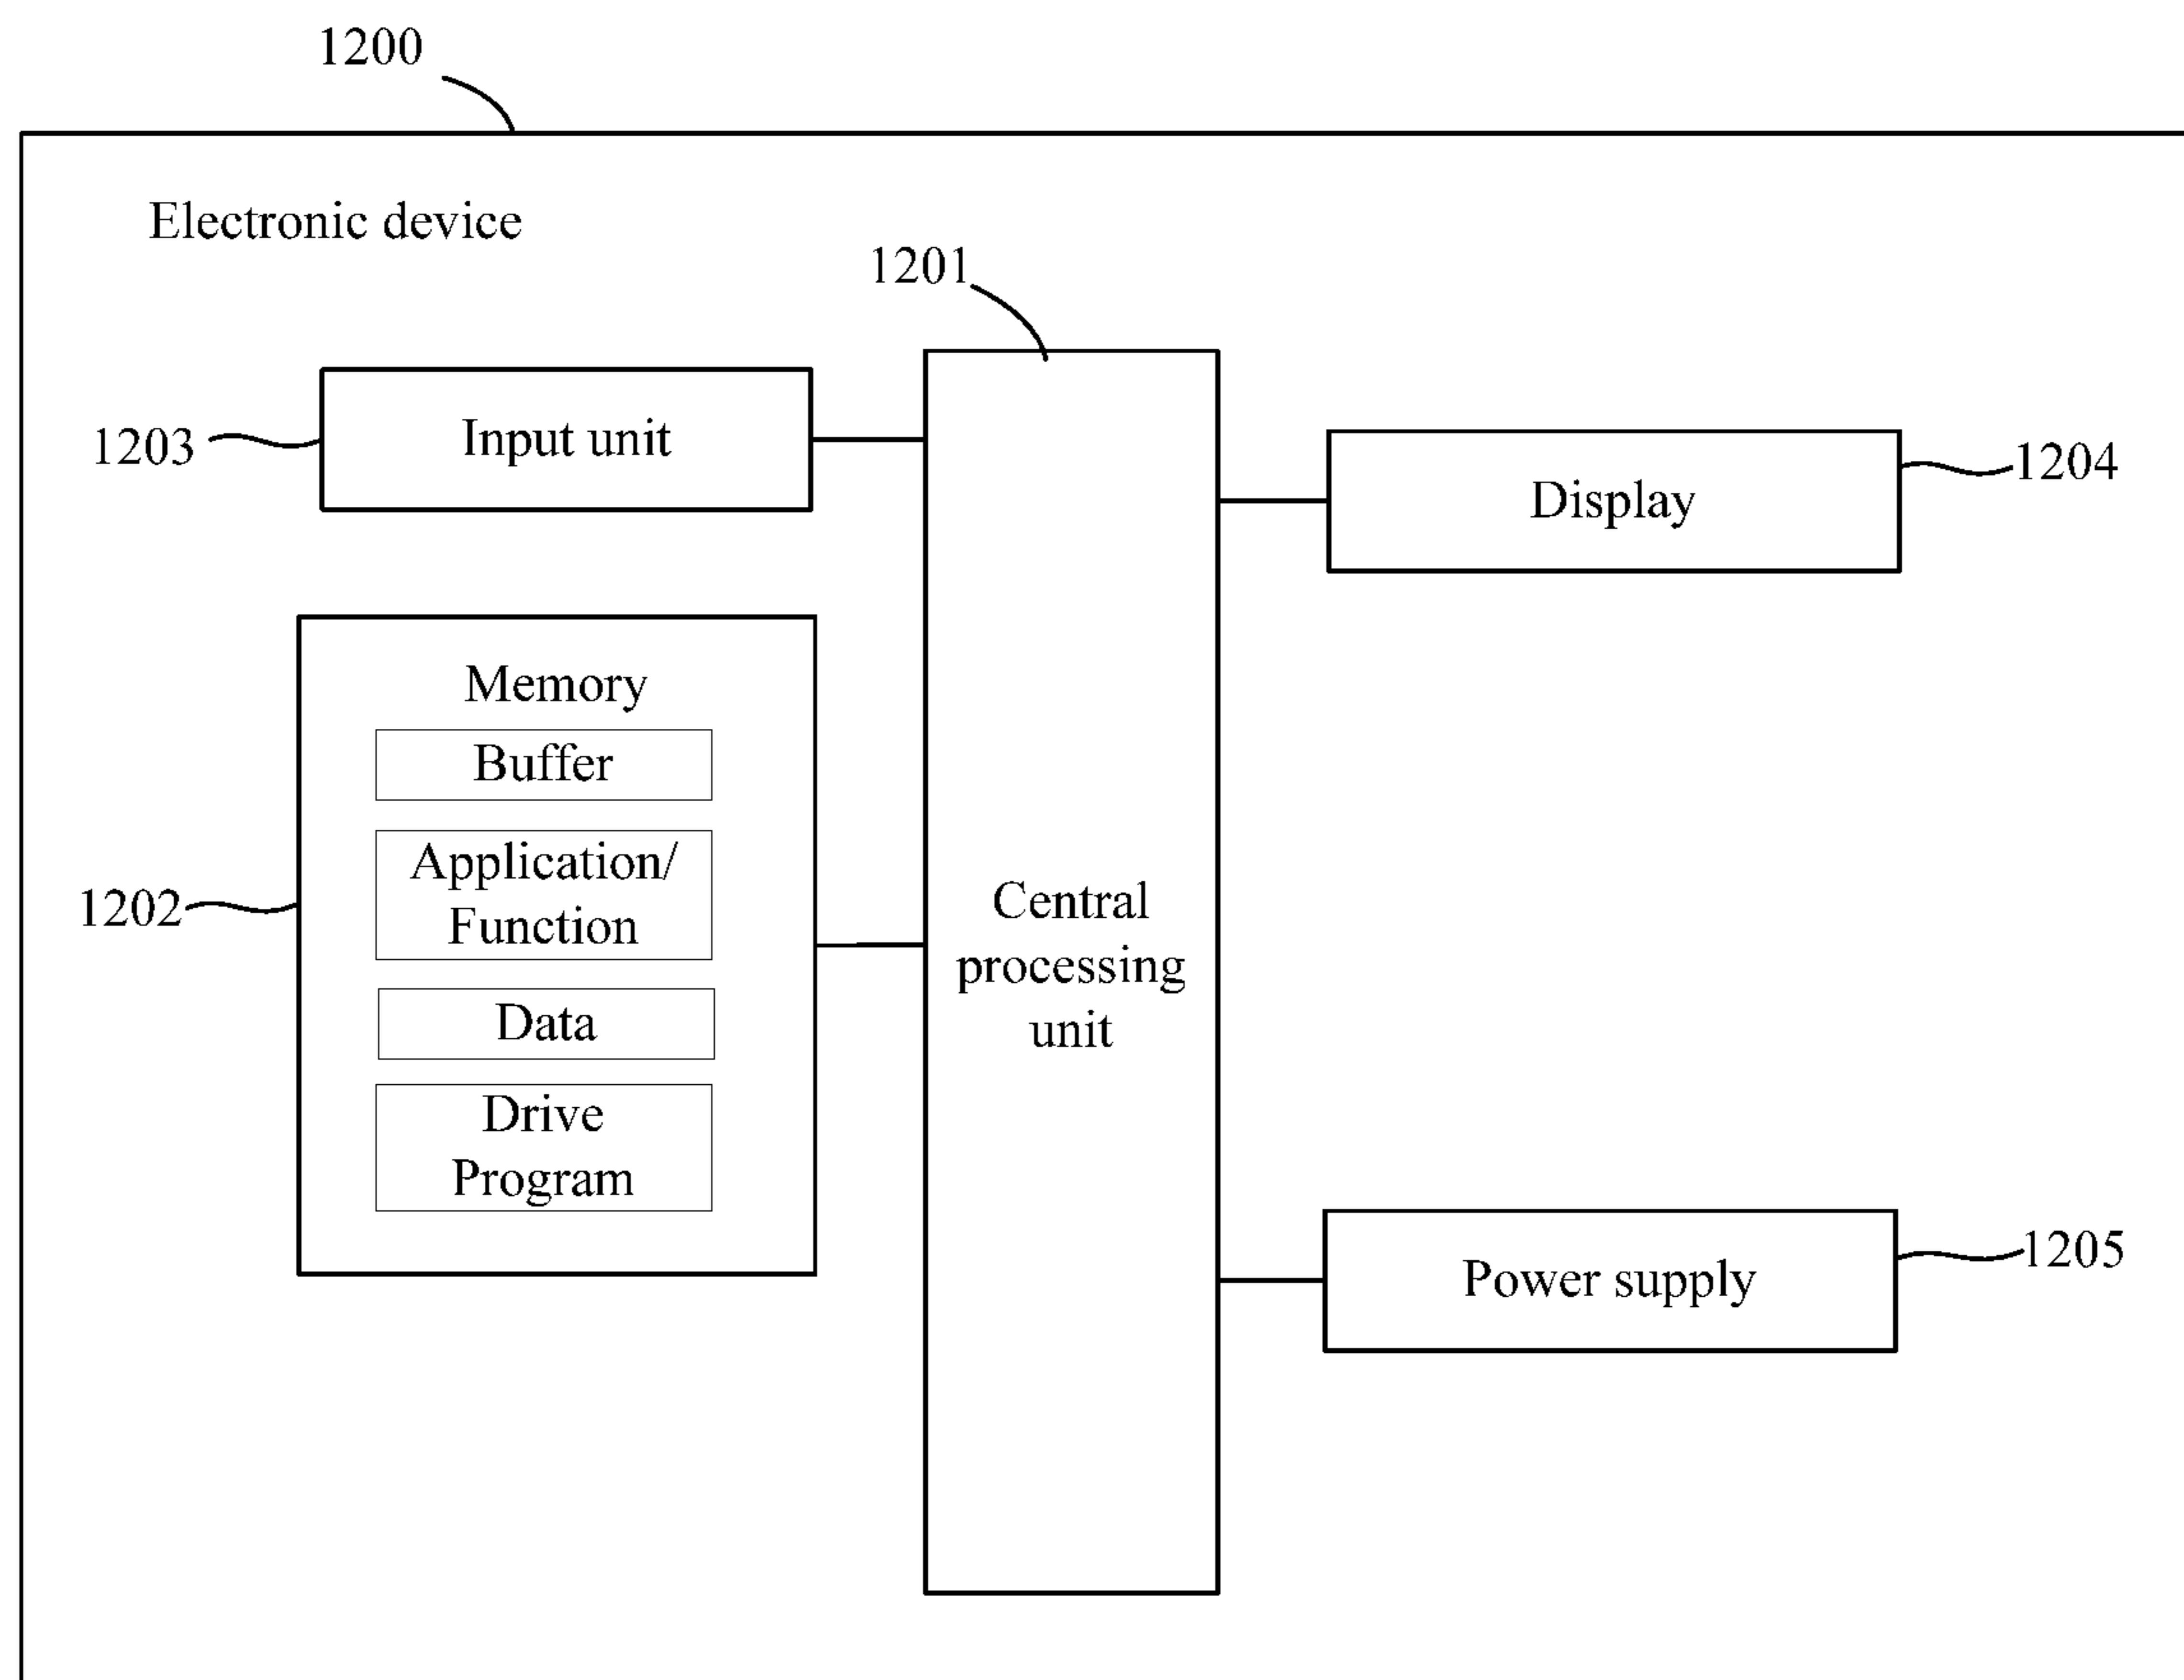 1200
Electronic device
1201
1203
Input unit
Display
1204
Memory
Buffer
Application/
Function
Data
Drive
Program
1202
Central
processing
unit
Power supply
1205